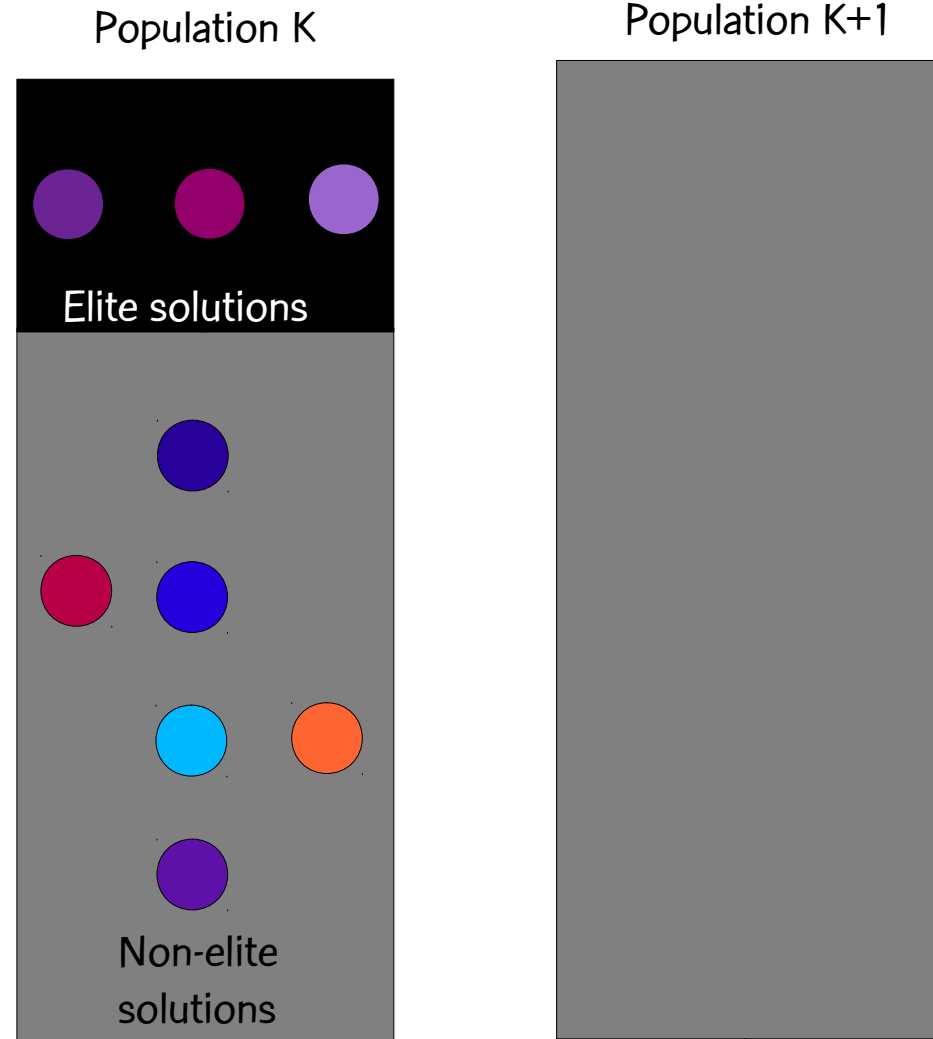 Population K
Population K+1
Elite solutions
Non-elite
solutions